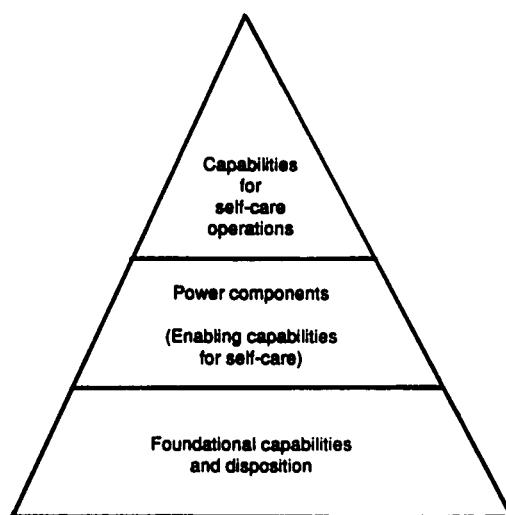 Capabilities
for
self-care
operations
Power components
(Enabling capabilities
for self-care)
Foundational capabilities
and disposition